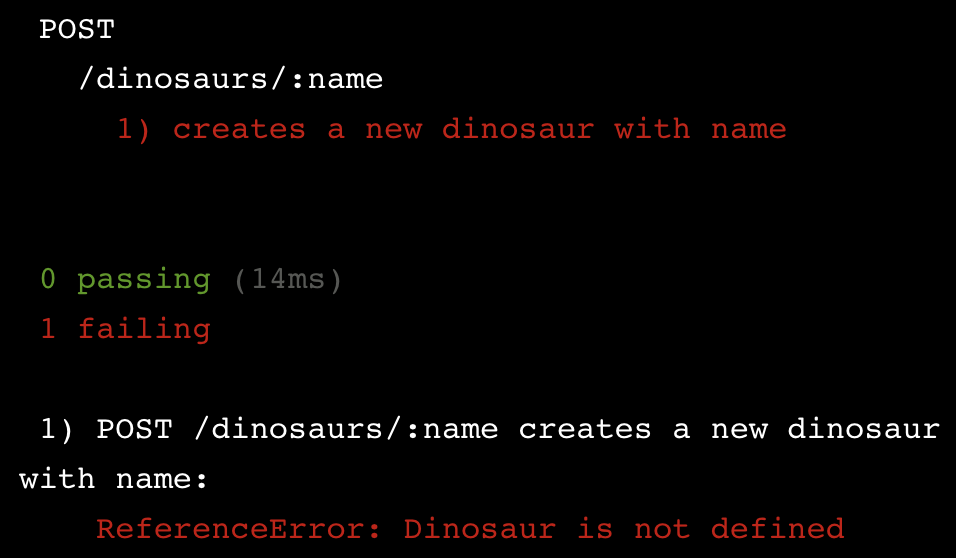 POST
/dinosaurs/:name
1) creates a new dinosaur with name
0 passing (14ms)
1 failing
1) POST /dinosaurs/:name creates a new dinosaur
with name:
ReferenceError: Dinosaur is not defined